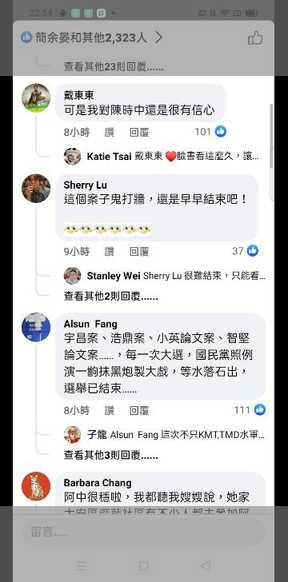 22:54
簡余晏和其他2,323人
查看其他23則回覆......
戴東東
可是我對陳時中還是很有信心
8小時 讚 回覆 101
Katie Tsai 戴東東 ❤️臉書看這麼久，讓...
Sherry Lu
這個案子鬼打牆，還是早早結束吧！
9小時 讚 回覆 37
Stanley Wei Sherry Lu 很難結束，只能看...
查看其他2則回覆......
Alsun Fang
宇昌案、浩鼎案、小英論文案、智堅
論文案......，每一次大選，國民黨照例
演一齣抹黑炮製大戲，等水落石出，
選舉已結束......
8小時 讚 回覆 111
子龍 Alsun Fang 這次不只KMT,TMD水軍...
查看其他3則回覆......
Barbara Chang
阿中很穩啦，我都聽我嫂嫂說，她家
留言......